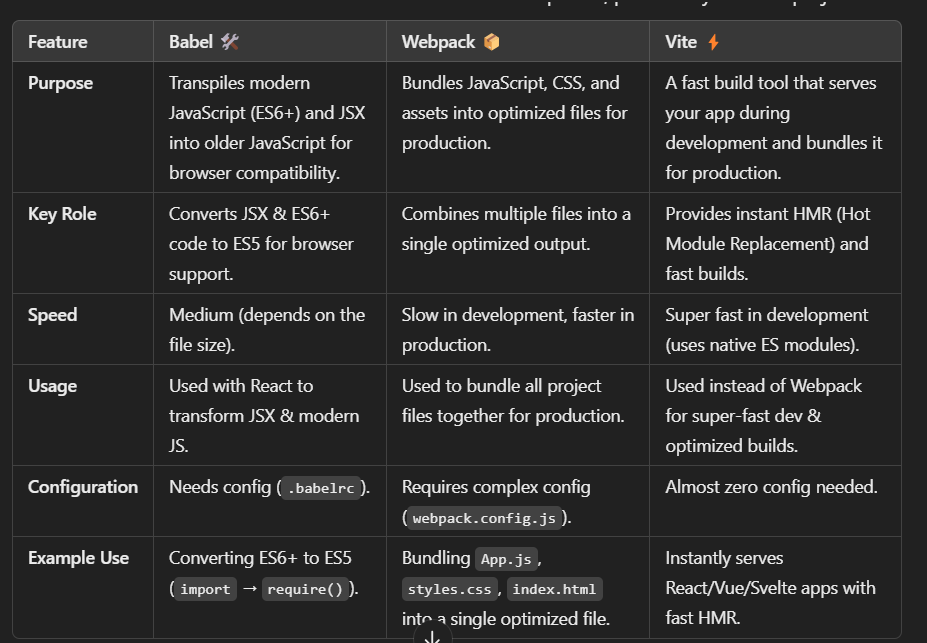 Feature
Babel 🛠️
Webpack 📦
Vite ⚡
Purpose
Transpiles modern
JavaScript (ES6+) and JSX
into older JavaScript for
browser compatibility.
Bundles JavaScript, CSS, and
assets into optimized files for
production.
A fast build tool that serves
your app during
development and bundles it
for production.
Key Role
Converts JSX & ES6+
code to ES5 for browser
support.
Combines multiple files into a
single optimized output.
Provides instant HMR (Hot
Module Replacement) and
fast builds.
Speed
Medium (depends on the
file size).
Slow in development, faster in
production.
Super fast in development
(uses native ES modules).
Usage
Used with React to
transform JSX & modern
JS.
Used to bundle all project
files together for production.
Used instead of Webpack
for super-fast dev &
optimized builds.
Configuration
Needs config (.babelrc).
Requires complex config
(webpack.config.js).
Almost zero config needed.
Example Use
Converting ES6+ to ES5
(import → require()).
Bundling App.js,
styles.css, index.html
into a single optimized file.
Instantly serves
React/Vue/Svelte apps with
fast HMR.